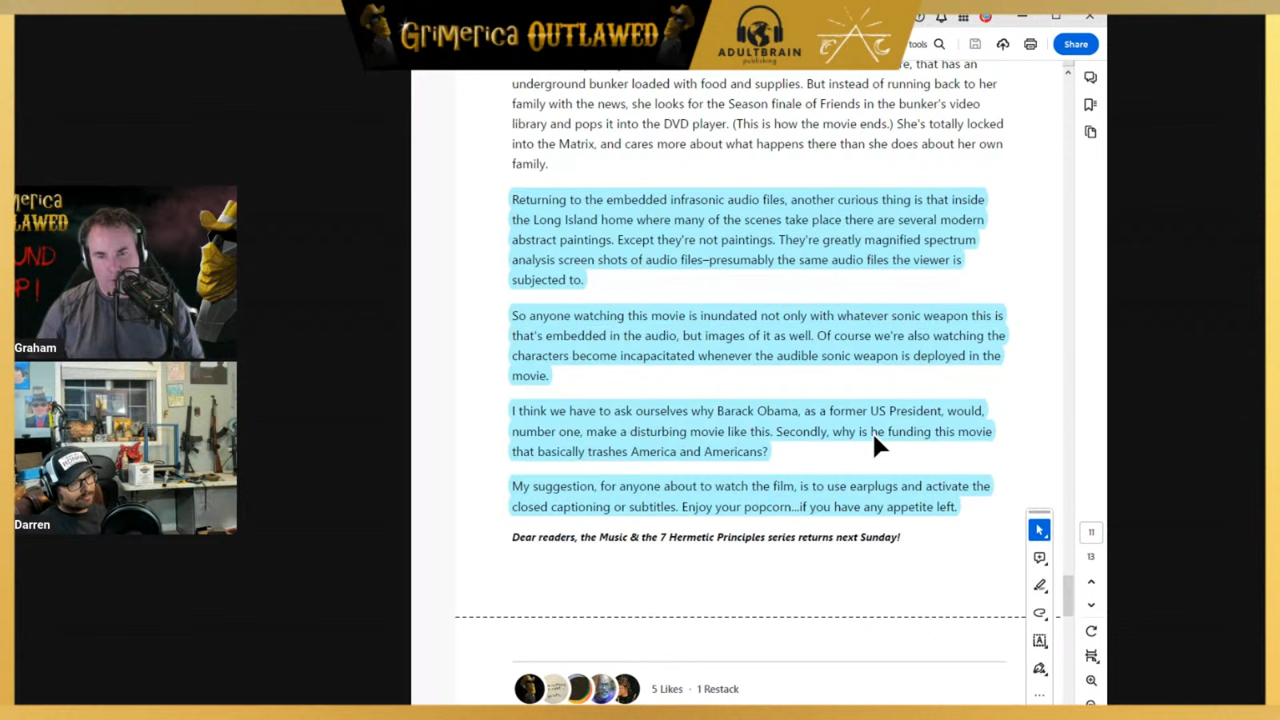 GriMerica OUTLAWED
ADULTBRAIN
publishing
tools
Share
re, that has an
underground bunker loaded with food and supplies. But instead of running back to her
family with the news, she looks for the Season finale of Friends in the bunker's video
library and pops it into the DVD player. (This is how the movie ends.) She's totally locked
into the Matrix, and cares more about what happens there than she does about her own
family.
Returning to the embedded infrasonic audio files, another curious thing is that inside
the Long Island home where many of the scenes take place there are several modern
abstract paintings. Except they're not paintings. They're greatly magnified spectrum
analysis screen shots of audio files–presumably the same audio files the viewer is
subjected to.
So anyone watching this movie is inundated not only with whatever sonic weapon this is
that's embedded in the audio, but images of it as well. Of course we're also watching the
characters become incapacitated whenever the audible sonic weapon is deployed in the
movie.
I think we have to ask ourselves why Barack Obama, as a former US President, would,
number one, make a disturbing movie like this. Secondly, why is he funding this movie
that basically trashes America and Americans?
My suggestion, for anyone about to watch the film, is to use earplugs and activate the
closed captioning or subtitles. Enjoy your popcorn...if you have any appetite left.
Dear readers, the Music & the 7 Hermetic Principles series returns next Sunday!
5 Likes · 1 Restack
11
13
merica
LAWED
UND
P!
Graham
Darren